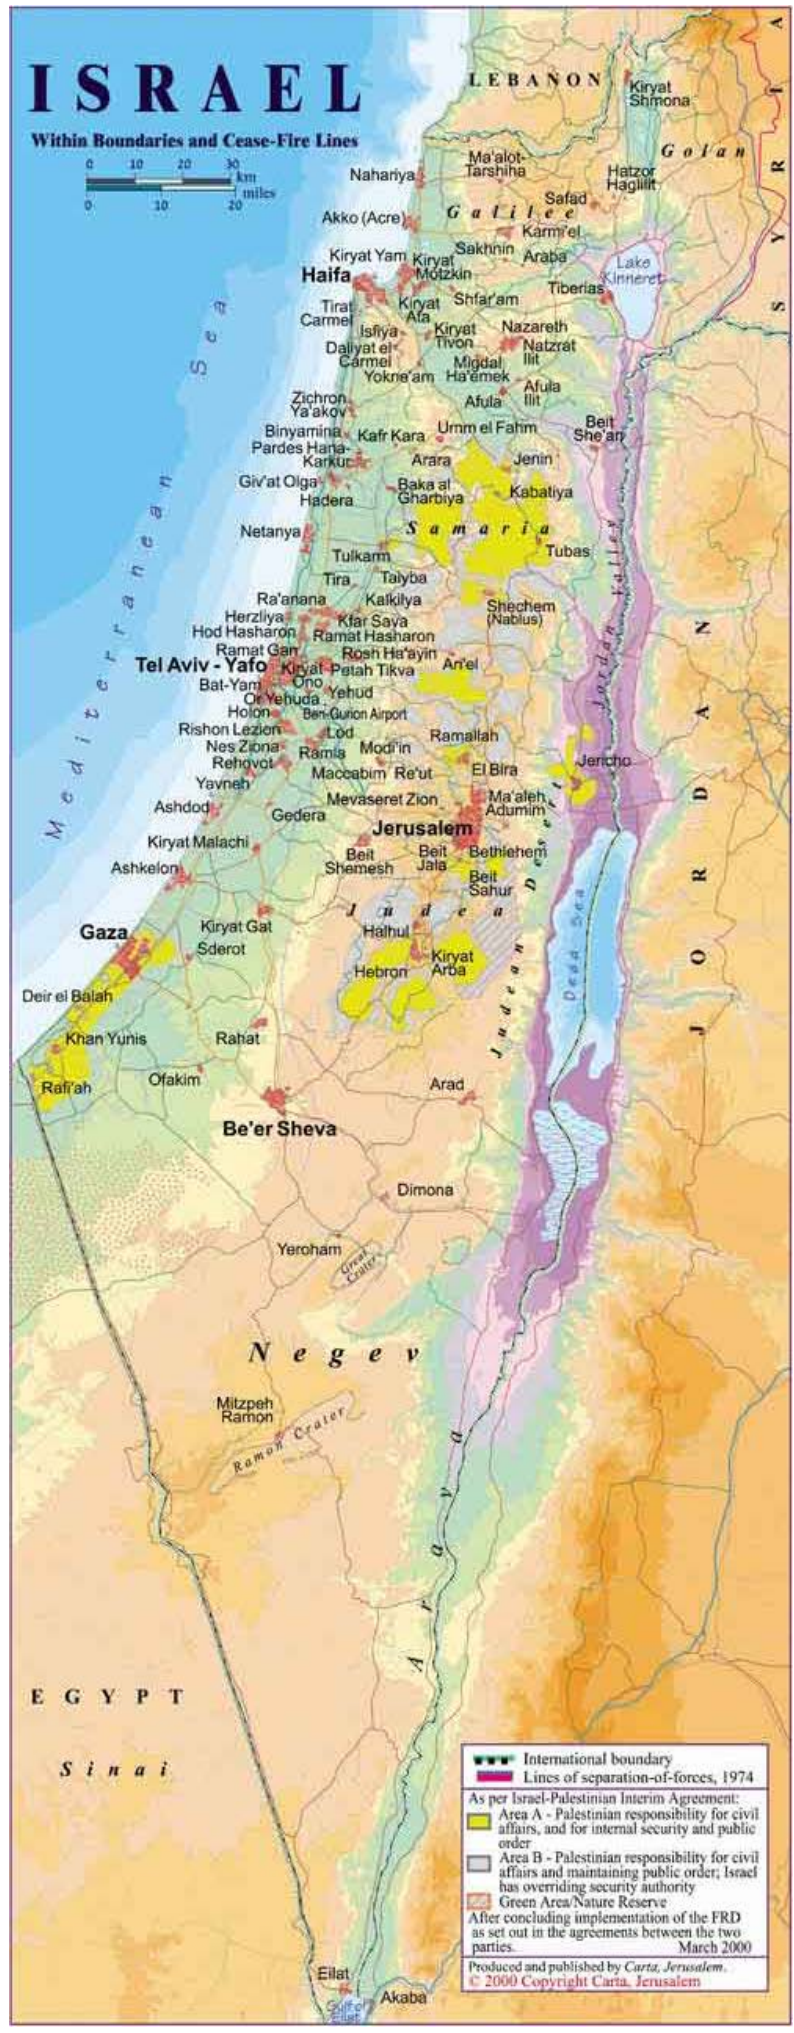 ISRAEL
Within Boundaries and Cease-Fire Lines
0 10 20 30
km
miles
0 10 20
LEBANON
Kiryat
Shmona
SYRIA
Golan
Ma'alot-
Tarshiha
Nahariya
Hatzor
Haglilit
Safad
Galilee
Akko (Acre)
Karmi'el
Sakhnin
Araba
Kiryat Yam
Kiryat
Motzkin
Lake
Kinneret
Haifa
Tiberias
Shfar'am
Kiryat
Ata
Tirat
Carmel
Isfiya
Kiryat
Tivon
Nazareth
Natzrat
Ilit
Daliyat el
Carmel
Migdal
Ha'emek
Yokne'am
Afula
Ilit
Afula
Zichron
Ya'akov
Binyamina
Kafr Kara
Umm el Fahm
Beit
She'an
Pardes Hana-
Karkur
Arara
Jenin
Giv'at Olga
Baka al
Gharbiya
Kabatiya
Hadera
Mediterranean Sea
Netanya
Samaria
Tulkarm
Tubas
Tira
Taiyba
Jordan Valley
Ra'anana
Kalkilya
Shechem
(Nablus)
Herzliya
Kfar Saya
Hod Hasharon
Ramat Hasharon
Ramat Gan
Rosh Ha'ayin
Tel Aviv - Yafo
Kiryat
Ono
Petah Tikva
Ari'el
Bat-Yam
Or Yehuda
Yehud
Holon
Ben-Gurion Airport
Rishon Lezion
Lod
Ramallah
Nes Ziona
Ramla
Modi'in
Jericho
Rehovot
Maccabim Re'ut
El Bira
Yavneh
Mevaseret Zion
Ma'aleh
Adumim
Ashdod
Gedera
Jerusalem
JORDAN
Kiryat Malachi
Beit
Shemesh
Beit
Jala
Bethlehem
Ashkelon
Beit
Sahur
Judean Desert
Dead Sea
Judea
Gaza
Kiryat Gat
Halhul
Sderot
Hebron
Kiryat
Arba
Deir el Balah
Khan Yunis
Rahat
Rafi'ah
Ofakim
Arad
Be'er Sheva
Dimona
Yeroham
Great
Crater
Negev
Mitzpeh
Ramon
Ramon Crater
Arava
EGYPT
Sinai
International boundary
Lines of separation-of-forces, 1974
As per Israel-Palestinian Interim Agreement:
Area A - Palestinian responsibility for civil
affairs, and for internal security and public
order
Area B - Palestinian responsibility for civil
affairs and maintaining public order; Israel
has overriding security authority
Green Area/Nature Reserve
After concluding implementation of the FRD
as set out in the agreements between the two
parties. March 2000
Produced and published by Carta, Jerusalem.
© 2000 Copyright Carta, Jerusalem
Eilat
Akaba
Gulf of
Eilat